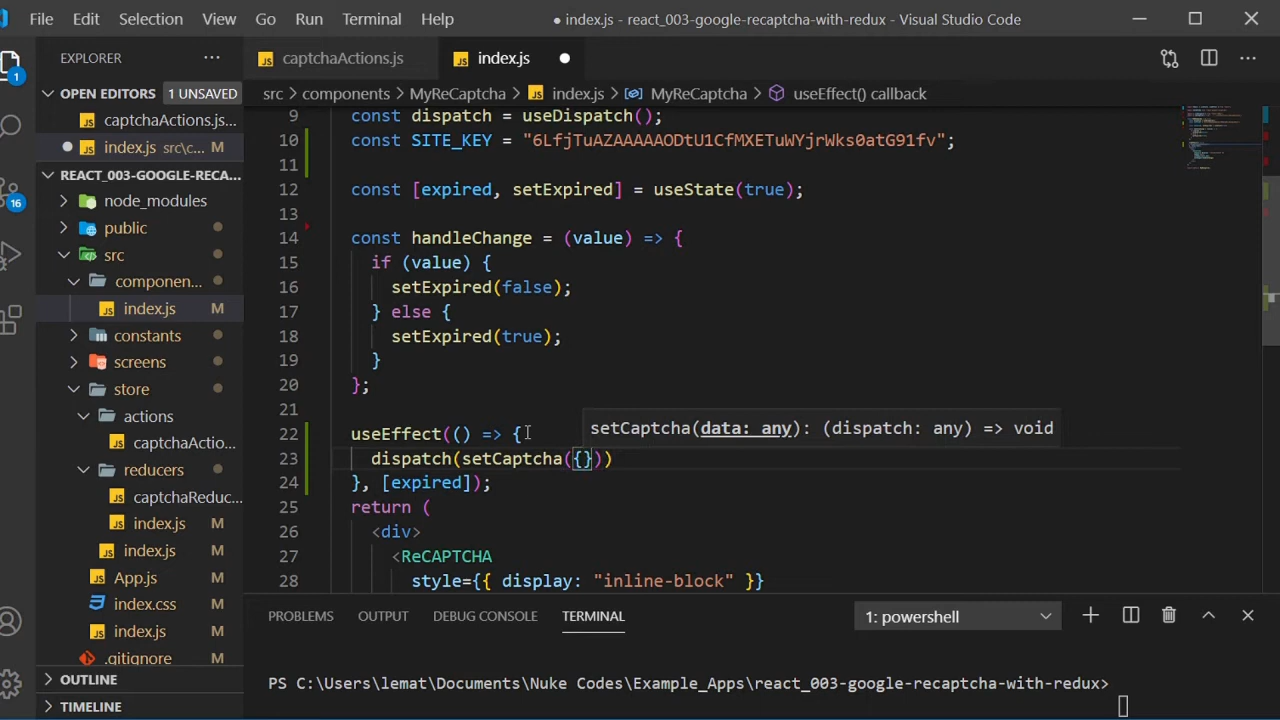 File Edit Selection View Go Run Terminal Help
● index.js - react_003-google-recaptcha-with-redux - Visual Studio Code
EXPLORER
OPEN EDITORS 1 UNSAVED
captchaActions.js...
index.js src\c...
REACT_003-GOOGLE-RECA...
node_modules
public
src
componen...
index.js M
constants
screens
store
actions
captchaActio...
reducers
captchaReduc...
index.js M
index.js M
App.js M
index.css M
index.js M
.gitignore M
OUTLINE
TIMELINE
1
16
captchaActions.js index.js
src > components > MyReCaptcha > index.js > MyReCaptcha > useEffect() callback
9 const dispatch = useDispatch();
10 const SITE_KEY = "6LfjTuAZAAAAAODtU1CfMXETuWYjrWks0atG91fv";
11
12 const [expired, setExpired] = useState(true);
13
14 const handleChange = (value) => {
15 if (value) {
16 setExpired(false);
17 } else {
18 setExpired(true);
19 }
20 };
21
setCaptcha(data: any): (dispatch: any) => void
22 useEffect(() => {
23 dispatch(setCaptcha({}))
24 }, [expired]);
25 return (
26 <div>
27 <ReCAPTCHA
28 style={{ display: "inline-block" }}
PROBLEMS OUTPUT DEBUG CONSOLE TERMINAL 1: powershell
PS C:\Users\lemat\Documents\Nuke Codes\Example_Apps\react_003-google-recaptcha-with-redux>